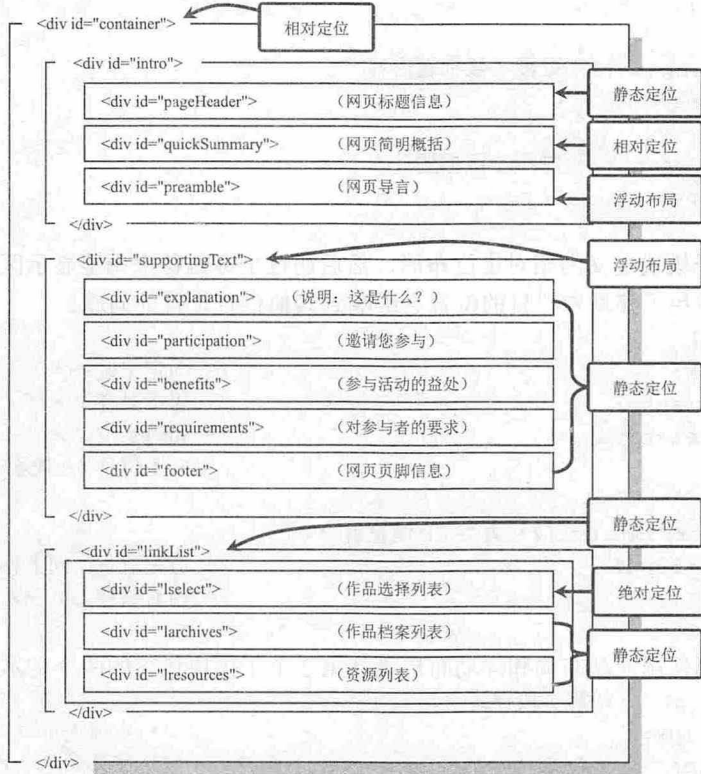 <div id="container">
相对定位
<div id="intro">
<div id="pageHeader"> （网页标题信息）
静态定位
<div id="quickSummary"> （网页简明概括）
相对定位
<div id="preamble"> （网页导言）
浮动布局
</div>
<div id="supportingText">
浮动布局
<div id="explanation"> （说明：这是什么？）
<div id="participation"> （邀请您参与）
<div id="benefits"> （参与活动的益处）
静态定位
<div id="requirements"> （对参与者的要求）
<div id="footer"> （网页页脚信息）
</div>
静态定位
<div id="linkList">
<div id="lselect"> （作品选择列表）
绝对定位
<div id="larchives"> （作品档案列表）
静态定位
<div id="lresources"> （资源列表）
</div>
</div>